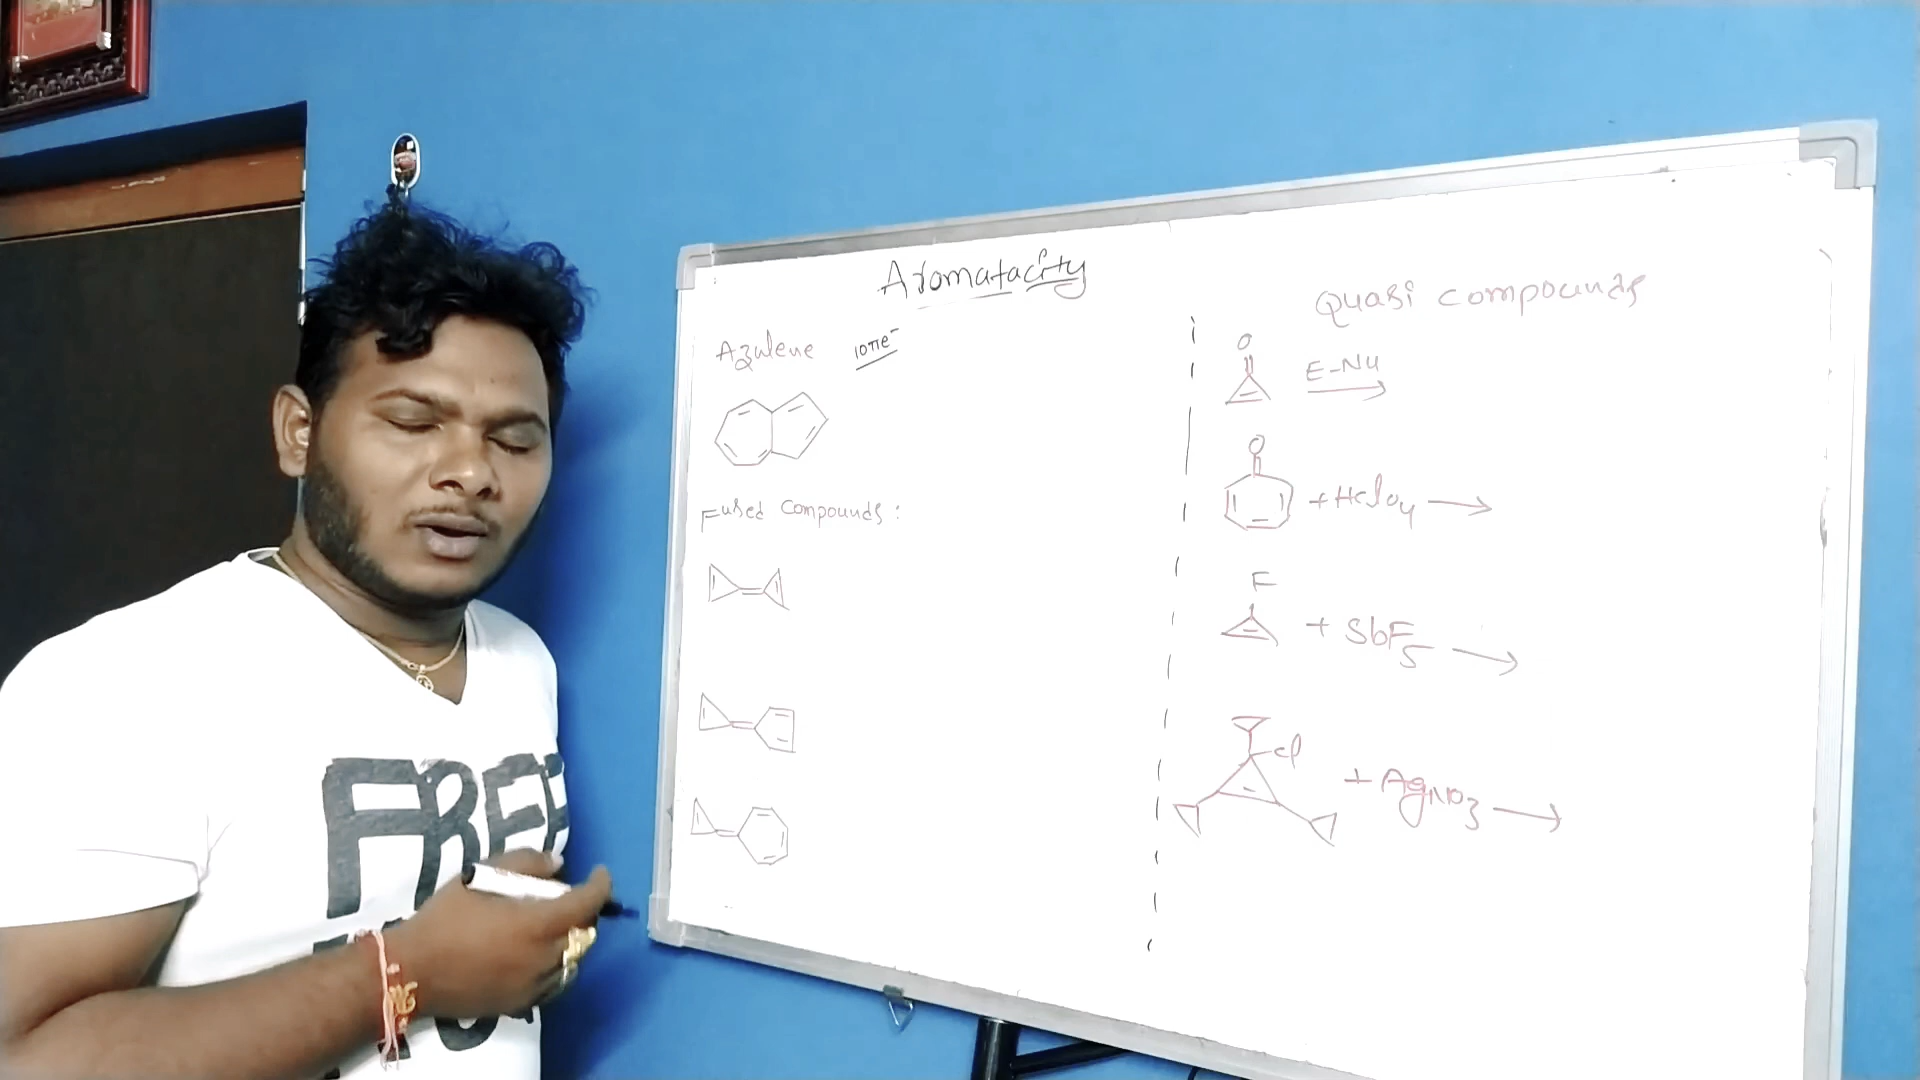 Aromatacity
Azulene 10πe⁻
Fused Compounds :
Quasi compounds
O
E-Nu
O
+ HClO4
F
+ SbF5
Cl
+ AgNO3
FREE